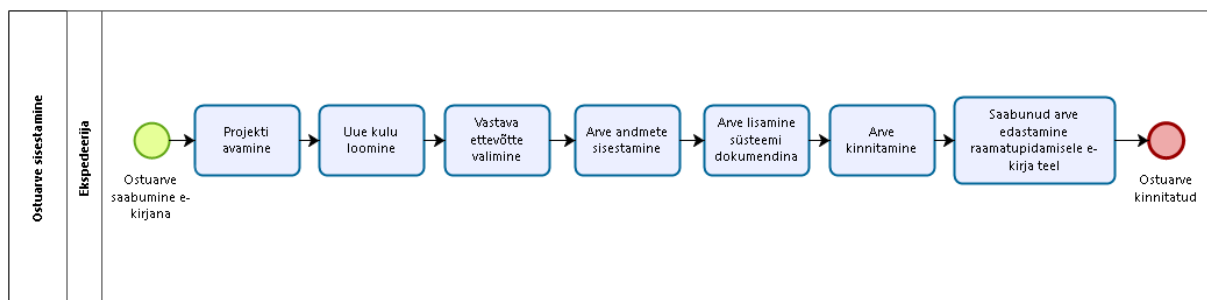 Ostuarve sisestamine
Ekspedeerija
Ostuarve
saabumine e-
kirjana
Projekti
avamine
Uue kulu
loomine
Vastava
ettevõtte
valimine
Arve andmete
sisestamine
Arve lisamine
süsteemi
dokumendina
Arve
kinnitamine
Saabunud arve
edastamine
raamatupidamisele e-
kirja teel
Ostuarve
kinnitatud